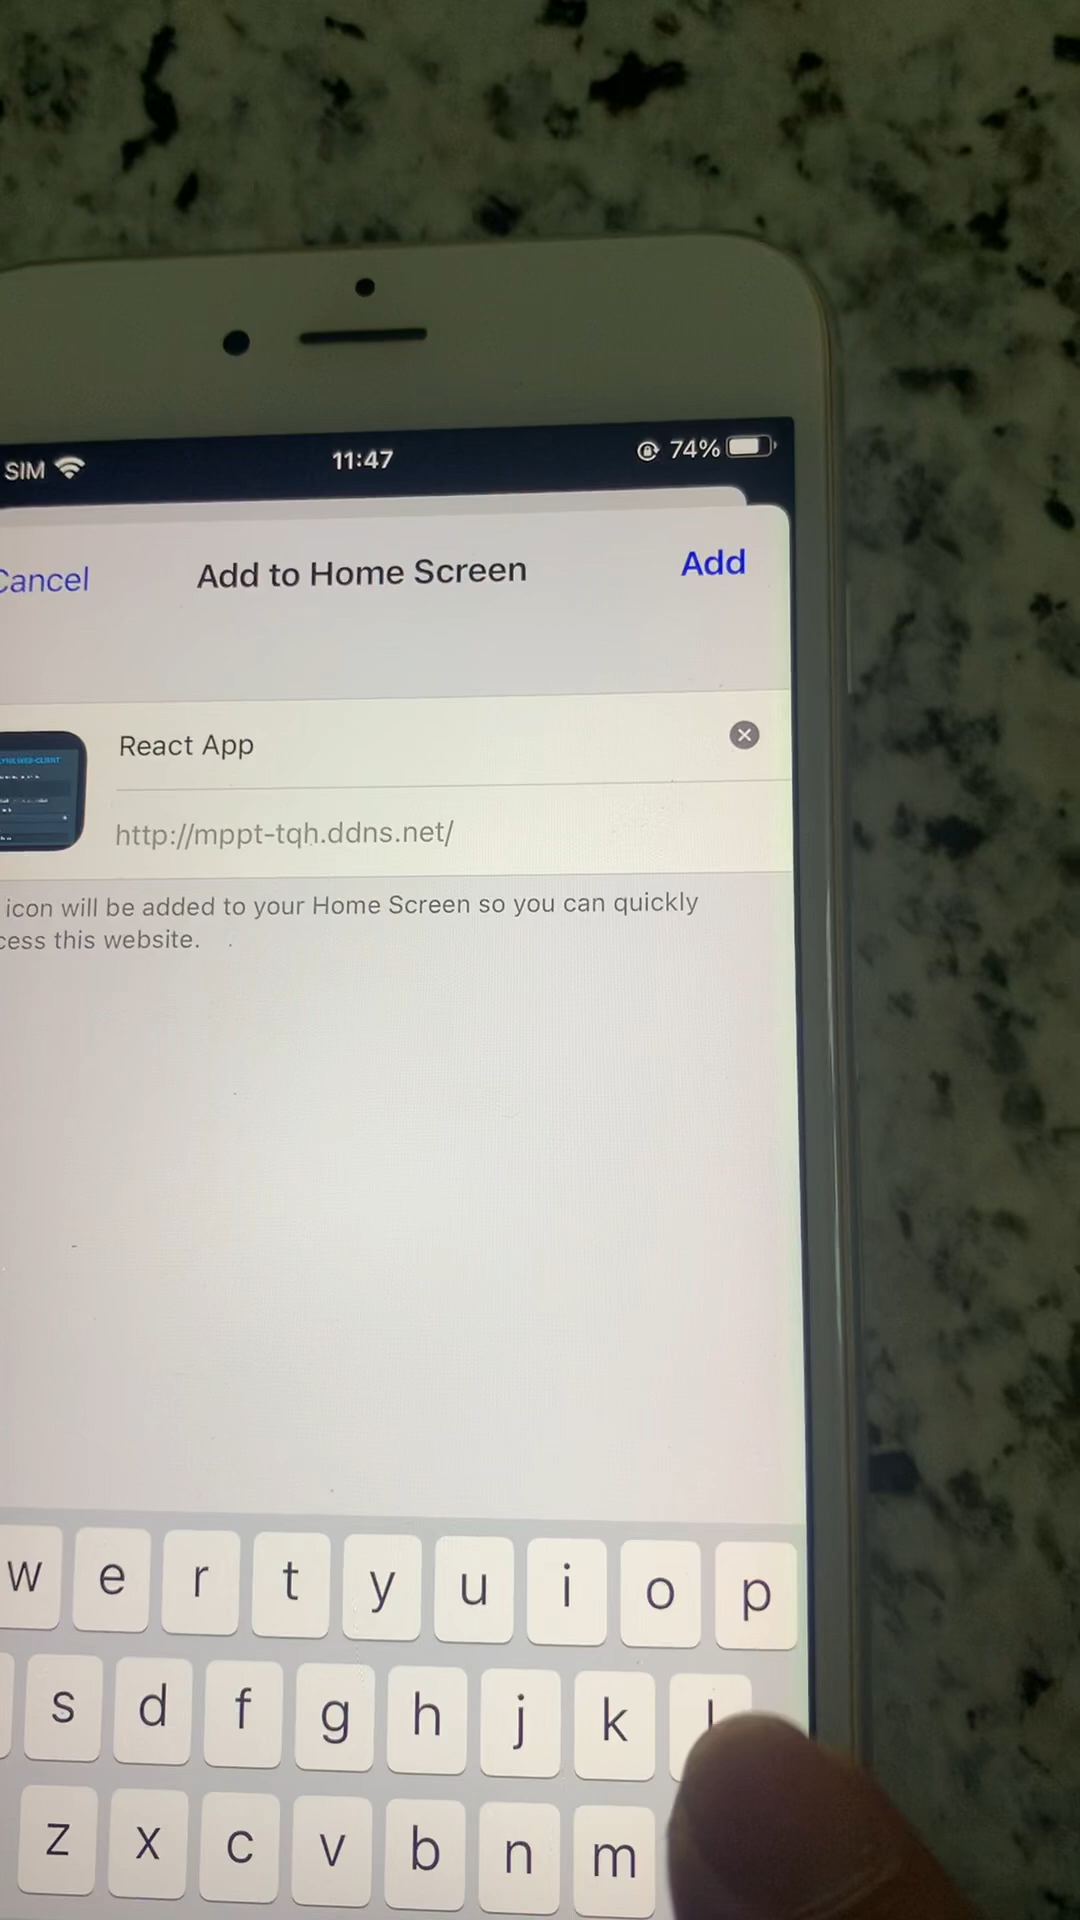 SIM 11:47 74%
Cancel Add to Home Screen Add
React App
http://mppt-tqh.ddns.net/
icon will be added to your Home Screen so you can quickly
cess this website.
w e r t y u i o p
s d f g h j k l
z x c v b n m